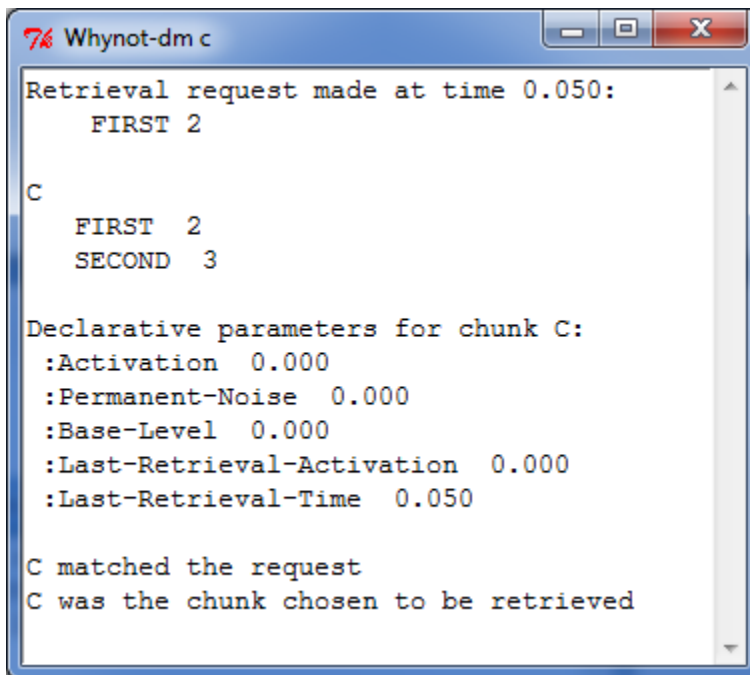 Whynot-dm c
Retrieval request made at time 0.050:
    FIRST 2

C
   FIRST  2
   SECOND  3

Declarative parameters for chunk C:
 :Activation  0.000
 :Permanent-Noise  0.000
 :Base-Level  0.000
 :Last-Retrieval-Activation  0.000
 :Last-Retrieval-Time  0.050

C matched the request
C was the chunk chosen to be retrieved